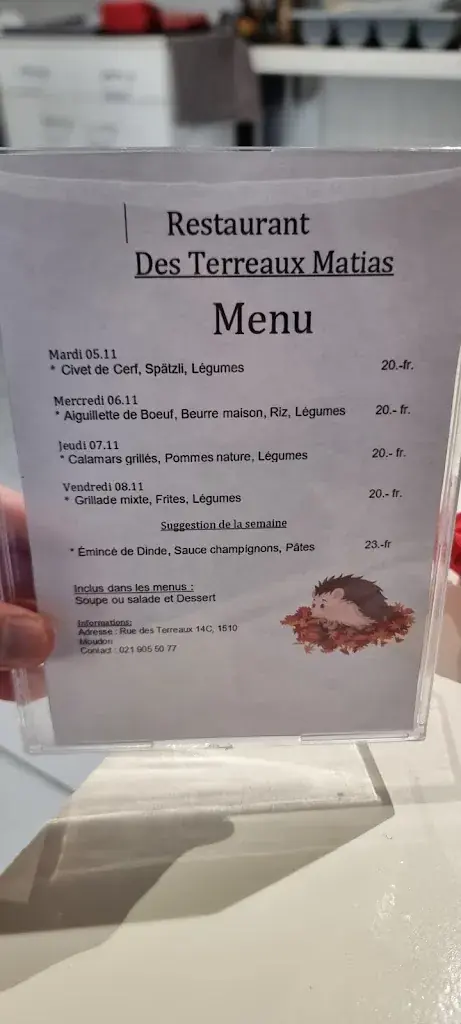 Restaurant
Des Terreaux Matias
Menu
Mardi 05.11
* Civet de Cerf, Spätzli, Légumes 20.-fr.
Mercredi 06.11
* Aiguillette de Boeuf, Beurre maison, Riz, Légumes 20.- fr.
Jeudi 07.11
* Calamars grillés, Pommes nature, Légumes 20.- fr.
Vendredi 08.11
* Grillade mixte, Frites, Légumes 20.- fr.
Suggestion de la semaine
* Émincé de Dinde, Sauce champignons, Pâtes 23.-fr
Inclus dans les menus :
Soupe ou salade et Dessert
Informations:
Adresse : Rue des Terreaux 14C, 1510
Moudon
Contact : 021 905 50 77